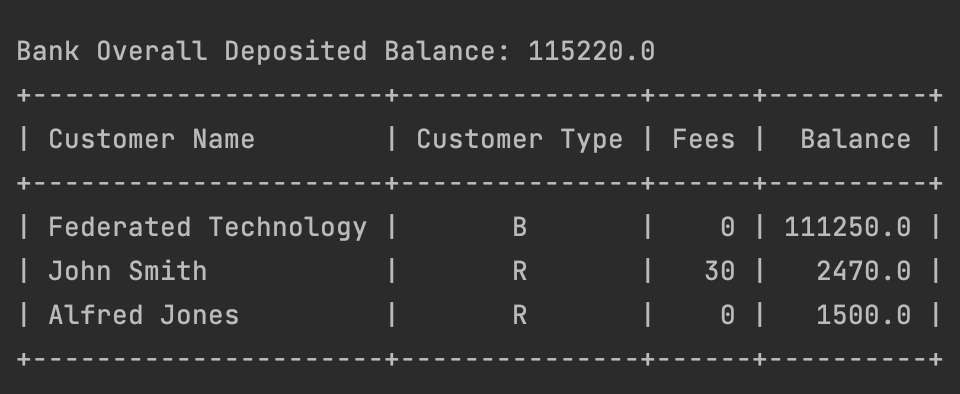 Bank Overall Deposited Balance: 115220.0
+----------------------+---------------+------+----------+
| Customer Name        | Customer Type | Fees |  Balance |
+----------------------+---------------+------+----------+
| Federated Technology |       B       |    0 | 111250.0 |
| John Smith           |       R       |   30 |   2470.0 |
| Alfred Jones         |       R       |    0 |   1500.0 |
+----------------------+---------------+------+----------+